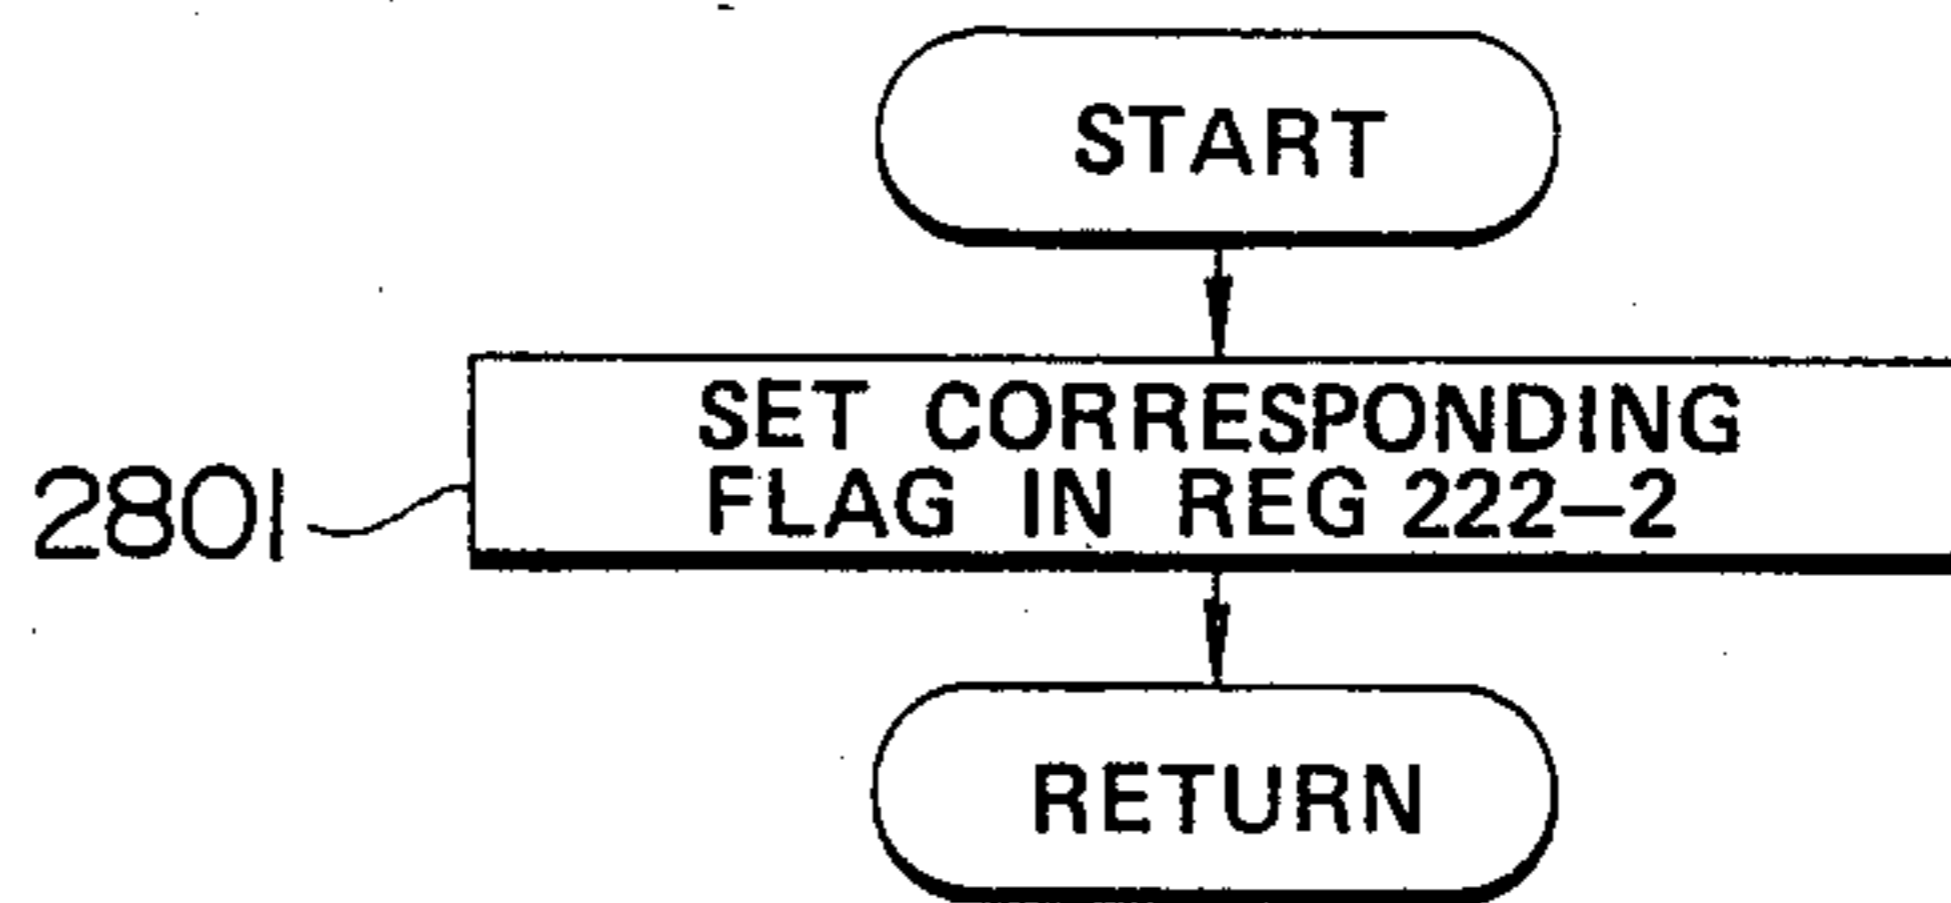 START
SET CORRESPONDING
FLAG IN REG 222-2
2801
RETURN